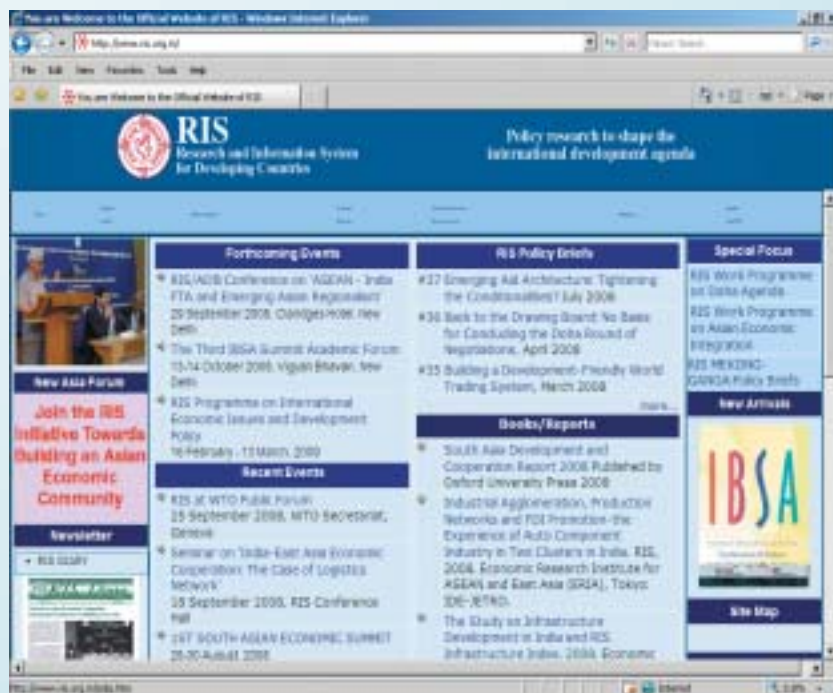 You are Welcome to the Official Website of RIS - Windows Internet Explorer
http://www.ris.org.in/
File Edit View Favorites Tools Help
You are Welcome to the Official Website of RIS
Page
RIS
Research and Information System
for Developing Countries
Policy research to shape the
international development agenda
New Asia Forum
Join the RIS
Initiative Towards
Building an Asian
Economic
Community
Newsletter
RIS DIARY
Forthcoming Events
RIS/ADB Conference on 'ASEAN - India
FTA and Emerging Asian Regionalism'
29 September 2008, Claridges Hotel, New
Delhi
The Third IBSA Summit Academic Forum
13-14 October 2008, Vigyan Bhavan, New
Delhi
RIS Programme on International
Economic Issues and Development
Policy
16 February - 13 March, 2009
Recent Events
RIS at WTO Public Forum
25 September 2008, WTO Secretariat,
Geneva
Seminar on 'India-East Asia Economic
Cooperation: The Case of Logistics
Network'
18 September 2008, RIS Conference
Hall
1ST SOUTH ASIAN ECONOMIC SUMMIT
28-30 August 2008
RIS Policy Briefs
#37 Emerging Aid Architecture: Tightening
the Conditionalities? July 2008
#36 Back to the Drawing Board: No Basis
for Concluding the Doha Round of
Negotiations, April 2008
#35 Building a Development-Friendly World
Trading System, March 2008
more...
Books/Reports
South Asia Development and
Cooperation Report 2008 Published by
Oxford University Press 2008
Industrial Agglomeration, Production
Networks and FDI Promotion-the
Experience of Auto Component
Industry in Two Clusters in India. RIS,
2008. Economic Research Institute for
ASEAN and East Asia (ERIA), Tokyo:
IDE-JETRO.
The Study on Infrastructure
Development in India and RIS
Infrastructure Index, 2008. Economic
Special Focus
RIS Work Programme
on Doha Agenda
RIS Work Programme
on Asian Economic
Integration
RIS MEKONG-
GANGA Policy Briefs
New Arrivals
IBSA
Site Map
Internet